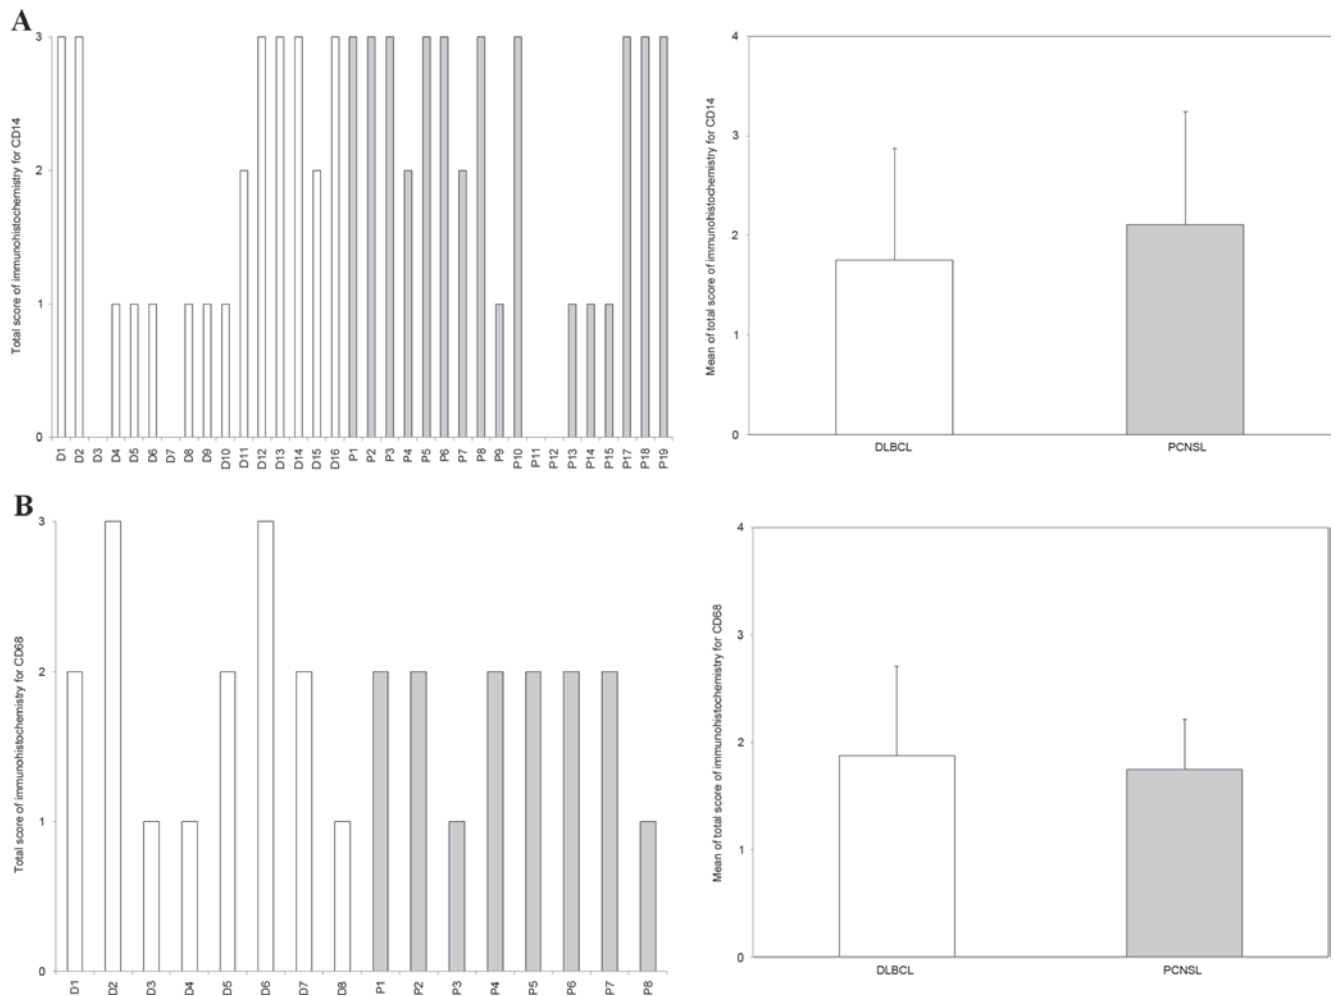 A
Total score of immunohistochemistry for CD14
3
2
1
0
D1 D2 D3 D4 D5 D6 D7 D8 D9 D10 D11 D12 D13 D14 D15 D16 P1 P2 P3 P4 P5 P6 P7 P8 P9 P10 P11 P12 P13 P14 P15 P17 P18 P19
Mean of total score of immunohistochemistry for CD14
4
3
2
1
0
DLBCL PCNSL
B
Total score of immunohistochemistry for CD68
3
2
1
0
D1 D2 D3 D4 D5 D6 D7 D8 P1 P2 P3 P4 P5 P6 P7 P8
Mean of total score of immunohistochemistry for CD68
4
3
2
1
0
DLBCL PCNSL